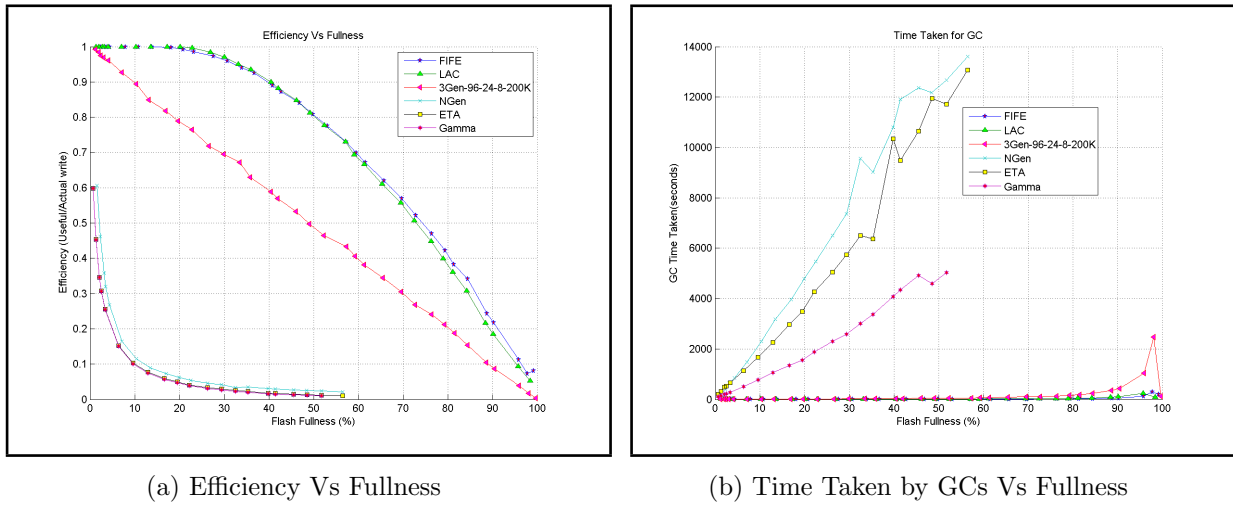 Efficiency Vs Fullness
1
0.9
0.8
0.7
0.6
0.5
0.4
0.3
0.2
0.1
0
Efficiency (Useful/Actual write)
FIFE
LAC
3Gen-96-24-8-200K
NGen
ETA
Gamma
0 10 20 30 40 50 60 70 80 90 100
Flash Fullness (%)
(a) Efficiency Vs Fullness
Time Taken for GC
14000
12000
10000
8000
6000
4000
2000
0
GC Time Taken(seconds)
FIFE
LAC
3Gen-96-24-8-200K
NGen
ETA
Gamma
0 10 20 30 40 50 60 70 80 90 100
Flash Fullness (%)
(b) Time Taken by GCs Vs Fullness